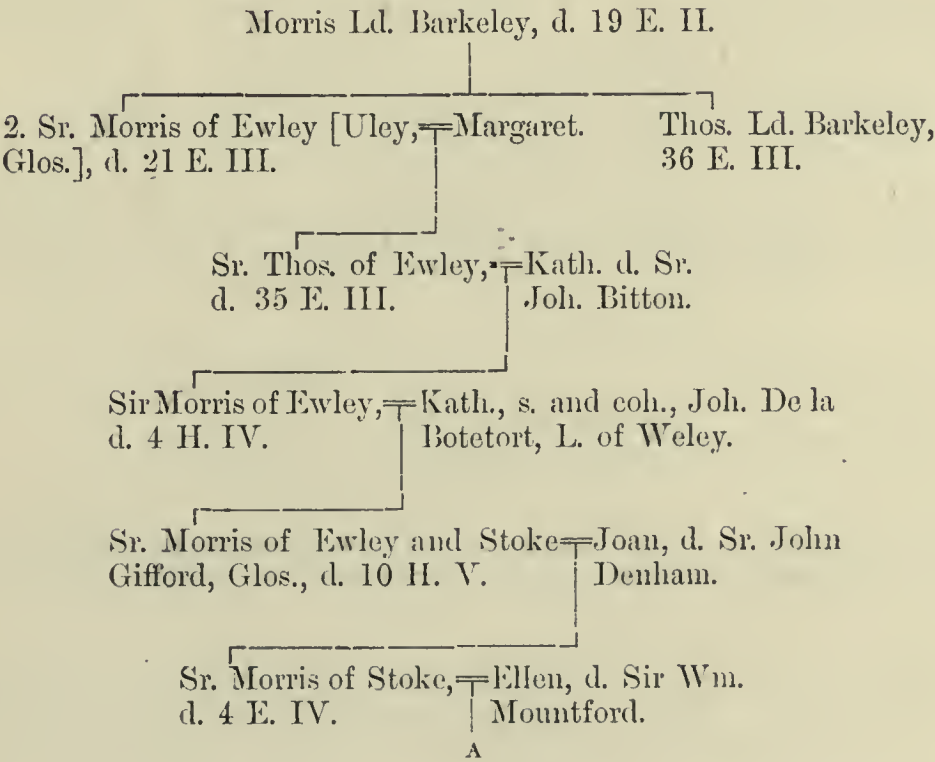 Morris Ld. Barkeley, d. 19 E. II.
2. Sr. Morris of Ewley [Uley, Margaret. Thos. Ld. Barkeley,
Glos.], d. 21 E. III. 36 E. III.
Sr. Thos. of Ewley, Kath. d. Sr.
d. 35 E. III. Joh. Bitton.
Sir Morris of Ewley, Kath., s. and coh., Joh. De la
d. 4 H. IV. Botetort, L. of Weley.
Sr. Morris of Ewley and Stoke Joan, d. Sr. John
Gifford, Glos., d. 10 H. V. Denham.
Sr. Morris of Stoke, Ellen, d. Sir Wm.
d. 4 E. IV. Mountford.
A